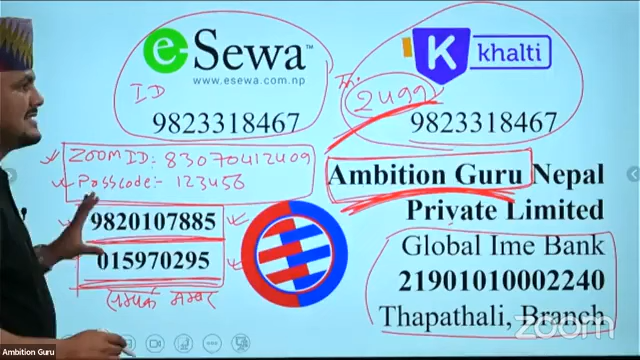 eSewa™
www.esewa.com.np
ID
9823318467
K khalti
2499
9823318467
ZOOM ID: 83070412409
Passcode:- 123456
9820107885
015970295
Ambition Guru Nepal
Private Limited
Global Ime Bank
21901010002240
Thapathali, Branch
zoom
Ambition Guru